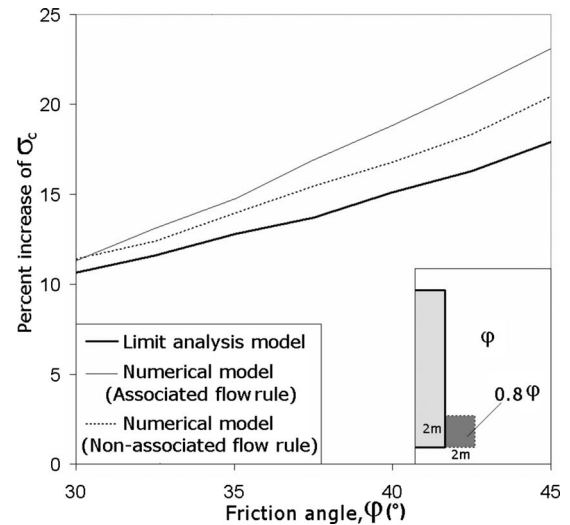 Percent increase of σc
25
20
15
10
5
0
Limit analysis model
Numerical model
(Associated flow rule)
Numerical model
(Non-associated flow rule)
φ
0.8φ
2m
2m
30
35
40
45
Friction angle,φ(°)